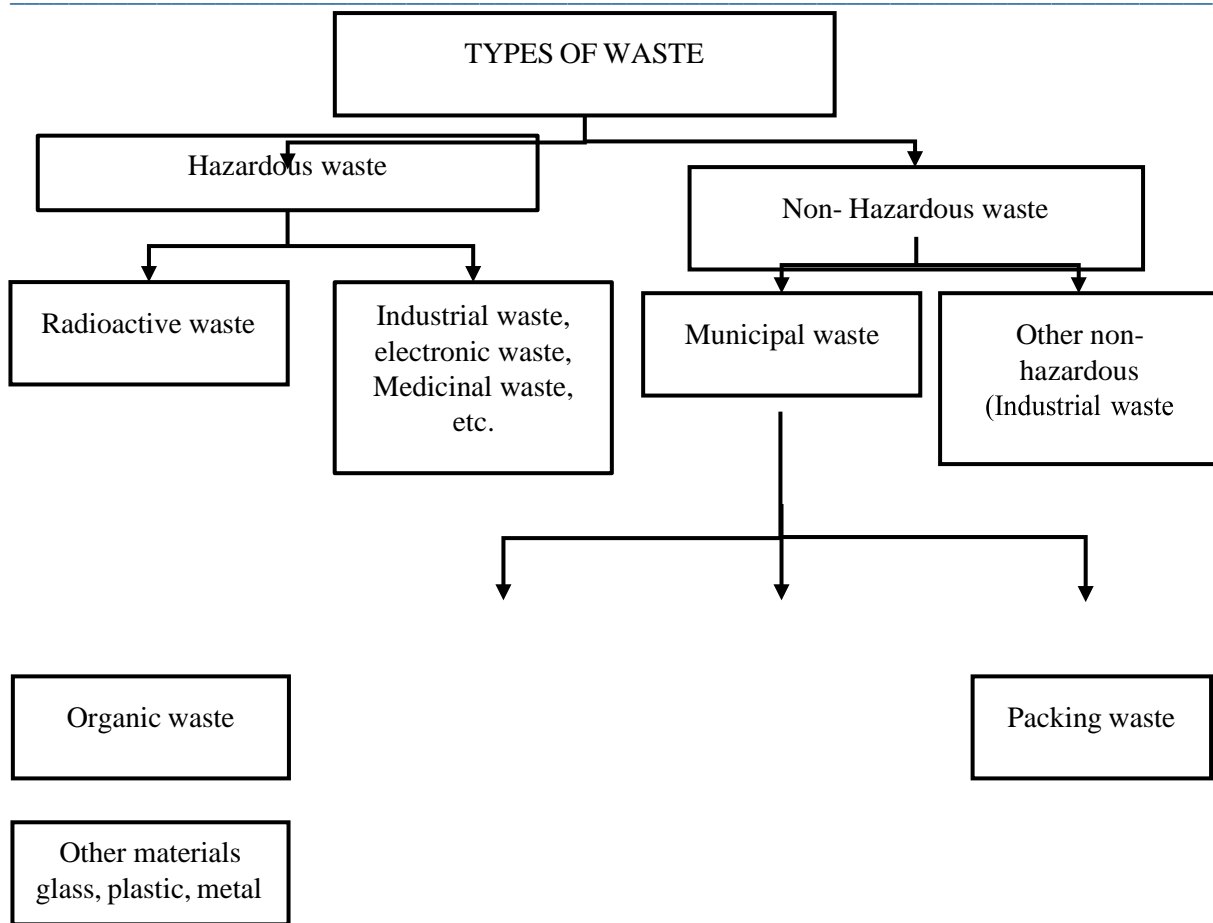 TYPES OF WASTE
Hazardous waste
Non- Hazardous waste
Radioactive waste
Industrial waste,
electronic waste,
Medicinal waste,
etc.
Municipal waste
Other non-
hazardous
(Industrial waste
Organic waste
Packing waste
Other materials
glass, plastic, metal